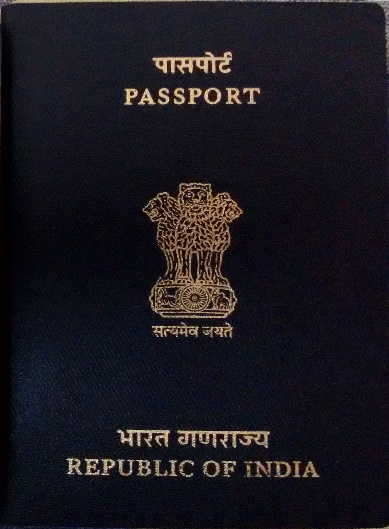 पासपोर्ट
PASSPORT
सत्यमेव जयते
भारत गणराज्य
REPUBLIC OF INDIA